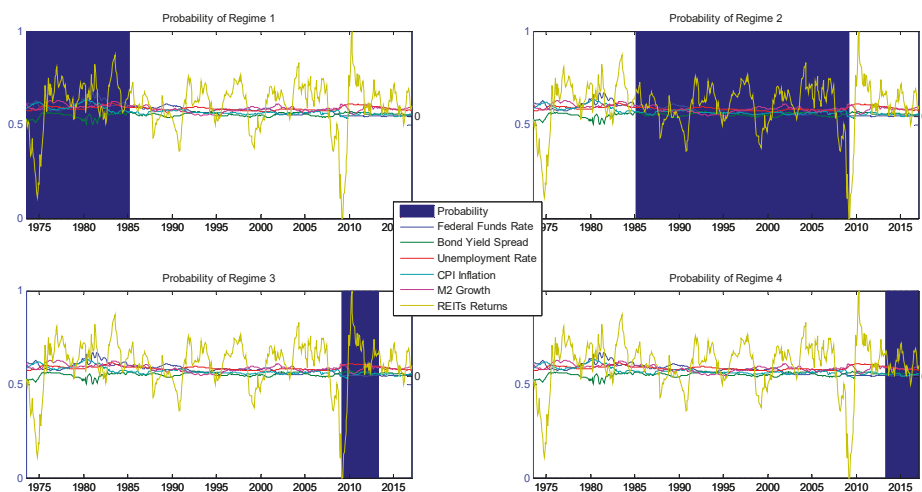 Probability of Regime 1
1
0.5
0
0
1975 1980 1985 1990 1995 2000 2005 2010 2015
Probability of Regime 2
1
0.5
0
1975 1980 1985 1990 1995 2000 2005 2010 2015
Probability
Federal Funds Rate
Bond Yield Spread
Unemployment Rate
CPI Inflation
M2 Growth
REITs Returns
Probability of Regime 3
1
0.5
0
0
1975 1980 1985 1990 1995 2000 2005 2010 2015
Probability of Regime 4
1
0.5
0
1975 1980 1985 1990 1995 2000 2005 2010 2015